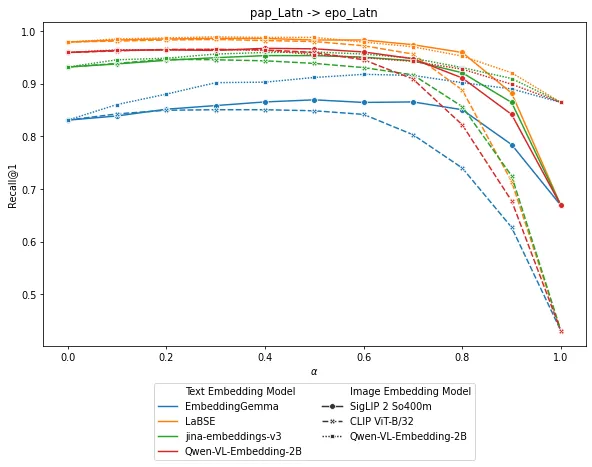 pap_Latn -> epo_Latn
1.0
0.9
0.8
0.7
0.6
0.5
Recall@1
0.0 0.2 0.4 0.6 0.8 1.0
α
Text Embedding Model Image Embedding Model
EmbeddingGemma SigLIP 2 So400m
LaBSE CLIP ViT-B/32
jina-embeddings-v3 Qwen-VL-Embedding-2B
Qwen-VL-Embedding-2B